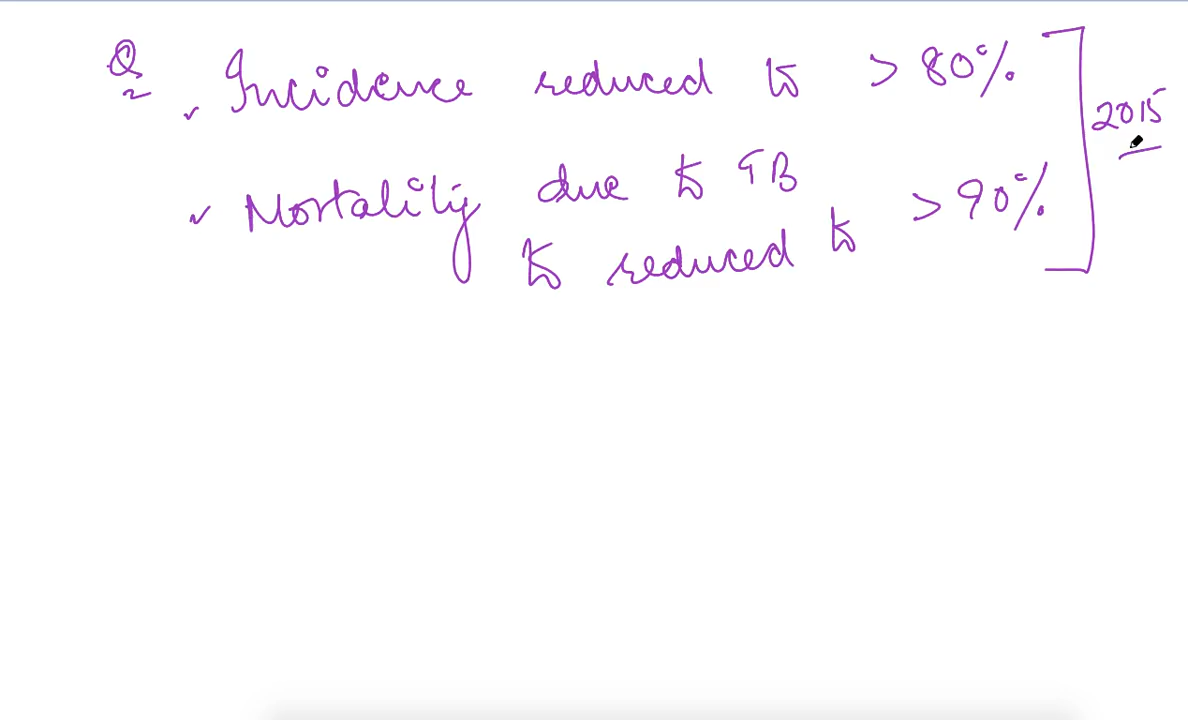 Q
Incidence reduced to > 80%
Mortality due to TB
to reduced to > 90%
2015